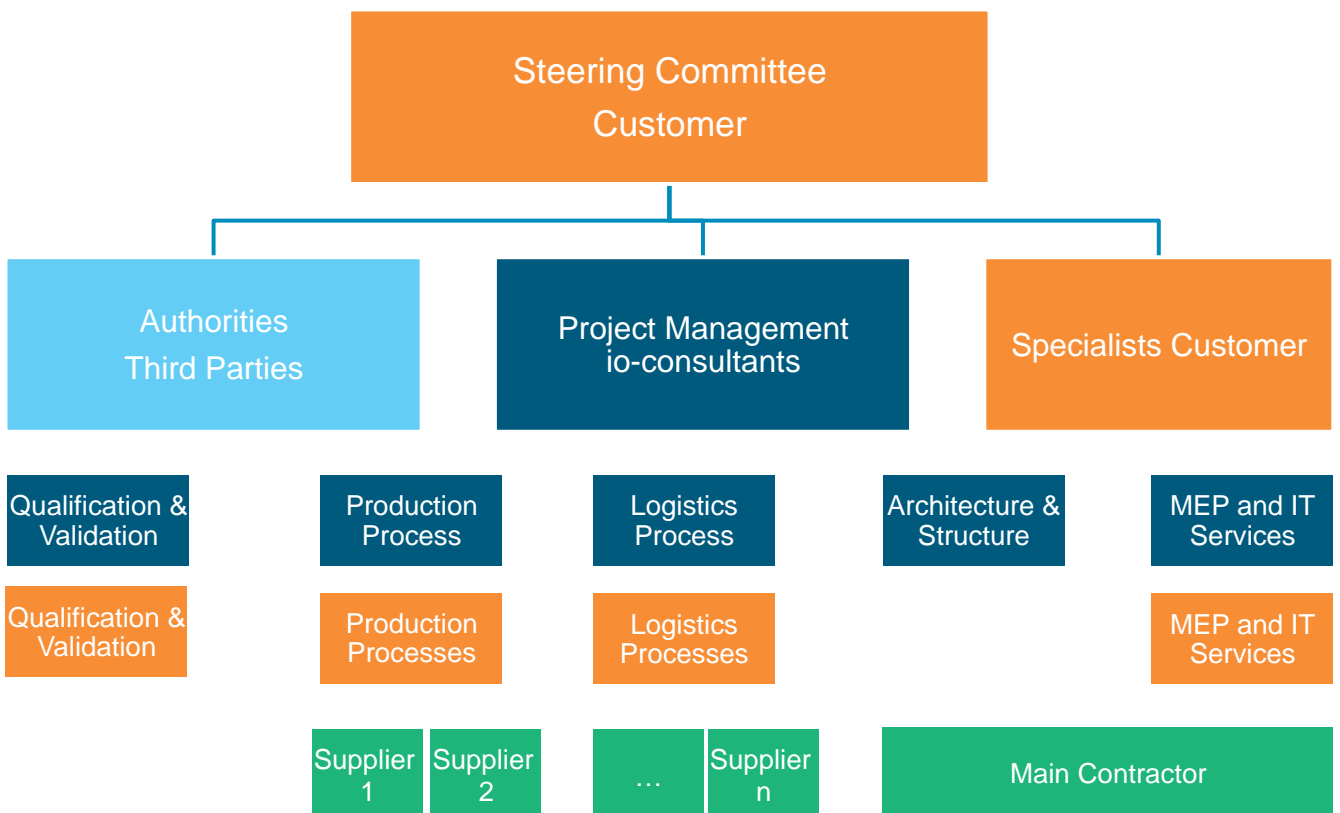 Steering Committee
Customer
Authorities
Third Parties
Project Management
io-consultants
Specialists Customer
Qualification &
Validation
Production
Process
Logistics
Process
Architecture &
Structure
MEP and IT
Services
Qualification &
Validation
Production
Processes
Logistics
Processes
MEP and IT
Services
Supplier
1
Supplier
2
…
Supplier
n
Main Contractor